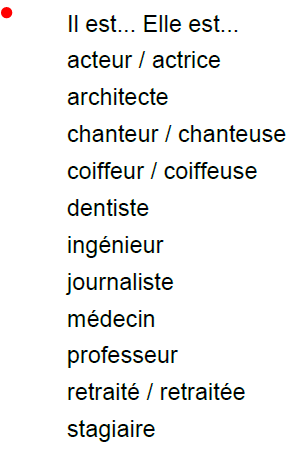 Il est... Elle est...
acteur / actrice
architecte
chanteur / chanteuse
coiffeur / coiffeuse
dentiste
ingénieur
journaliste
médecin
professeur
retraité / retraitée
stagiaire